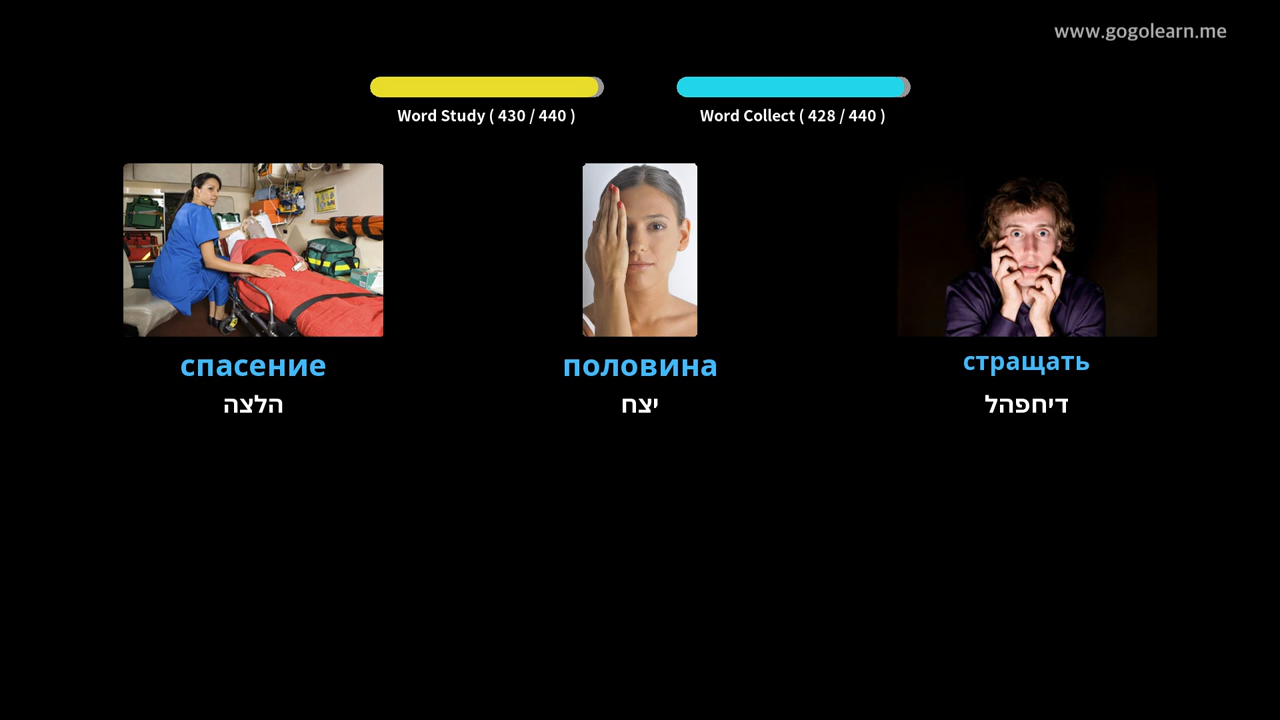 www.gogolearn.me
Word Study ( 430 / 440 )
Word Collect ( 428 / 440 )
спасение
половина
стращать
הלצה
יצח
דיחפהל